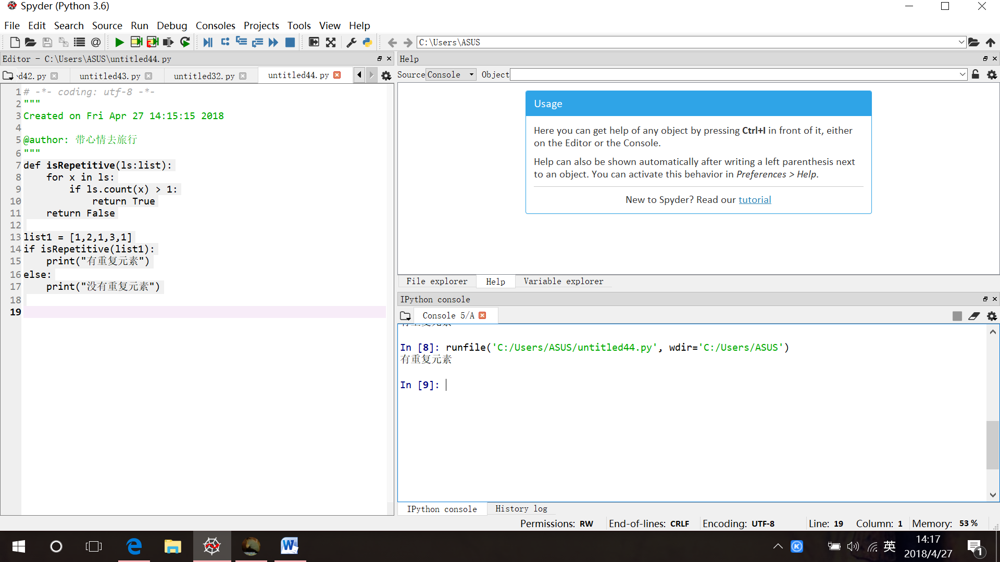 Spyder (Python 3.6)
File Edit Search Source Run Debug Consoles Projects Tools View Help
C:\Users\ASUS
Editor - C:\Users\ASUS\untitled44.py
d42.py untitled43.py untitled32.py untitled44.py
1 # -*- coding: utf-8 -*-
2 """
3 Created on Fri Apr 27 14:15:15 2018
4
5 @author: 带心情去旅行
6 """
7 def isRepetitive(ls:list):
8     for x in ls:
9         if ls.count(x) > 1:
10             return True
11     return False
12
13 list1 = [1,2,1,3,1]
14 if isRepetitive(list1):
15     print("有重复元素")
16 else:
17     print("没有重复元素")
18
19
Help
Source Console Object
Usage
Here you can get help of any object by pressing Ctrl+I in front of it, either
on the Editor or the Console.
Help can also be shown automatically after writing a left parenthesis next
to an object. You can activate this behavior in Preferences > Help.
New to Spyder? Read our tutorial
File explorer Help Variable explorer
IPython console
Console 5/A
有重复元素
In [8]: runfile('C:/Users/ASUS/untitled44.py', wdir='C:/Users/ASUS')
有重复元素
In [9]:
IPython console History log
Permissions: RW End-of-lines: CRLF Encoding: UTF-8 Line: 19 Column: 1 Memory: 53 %
英 14:17
2018/4/27
1